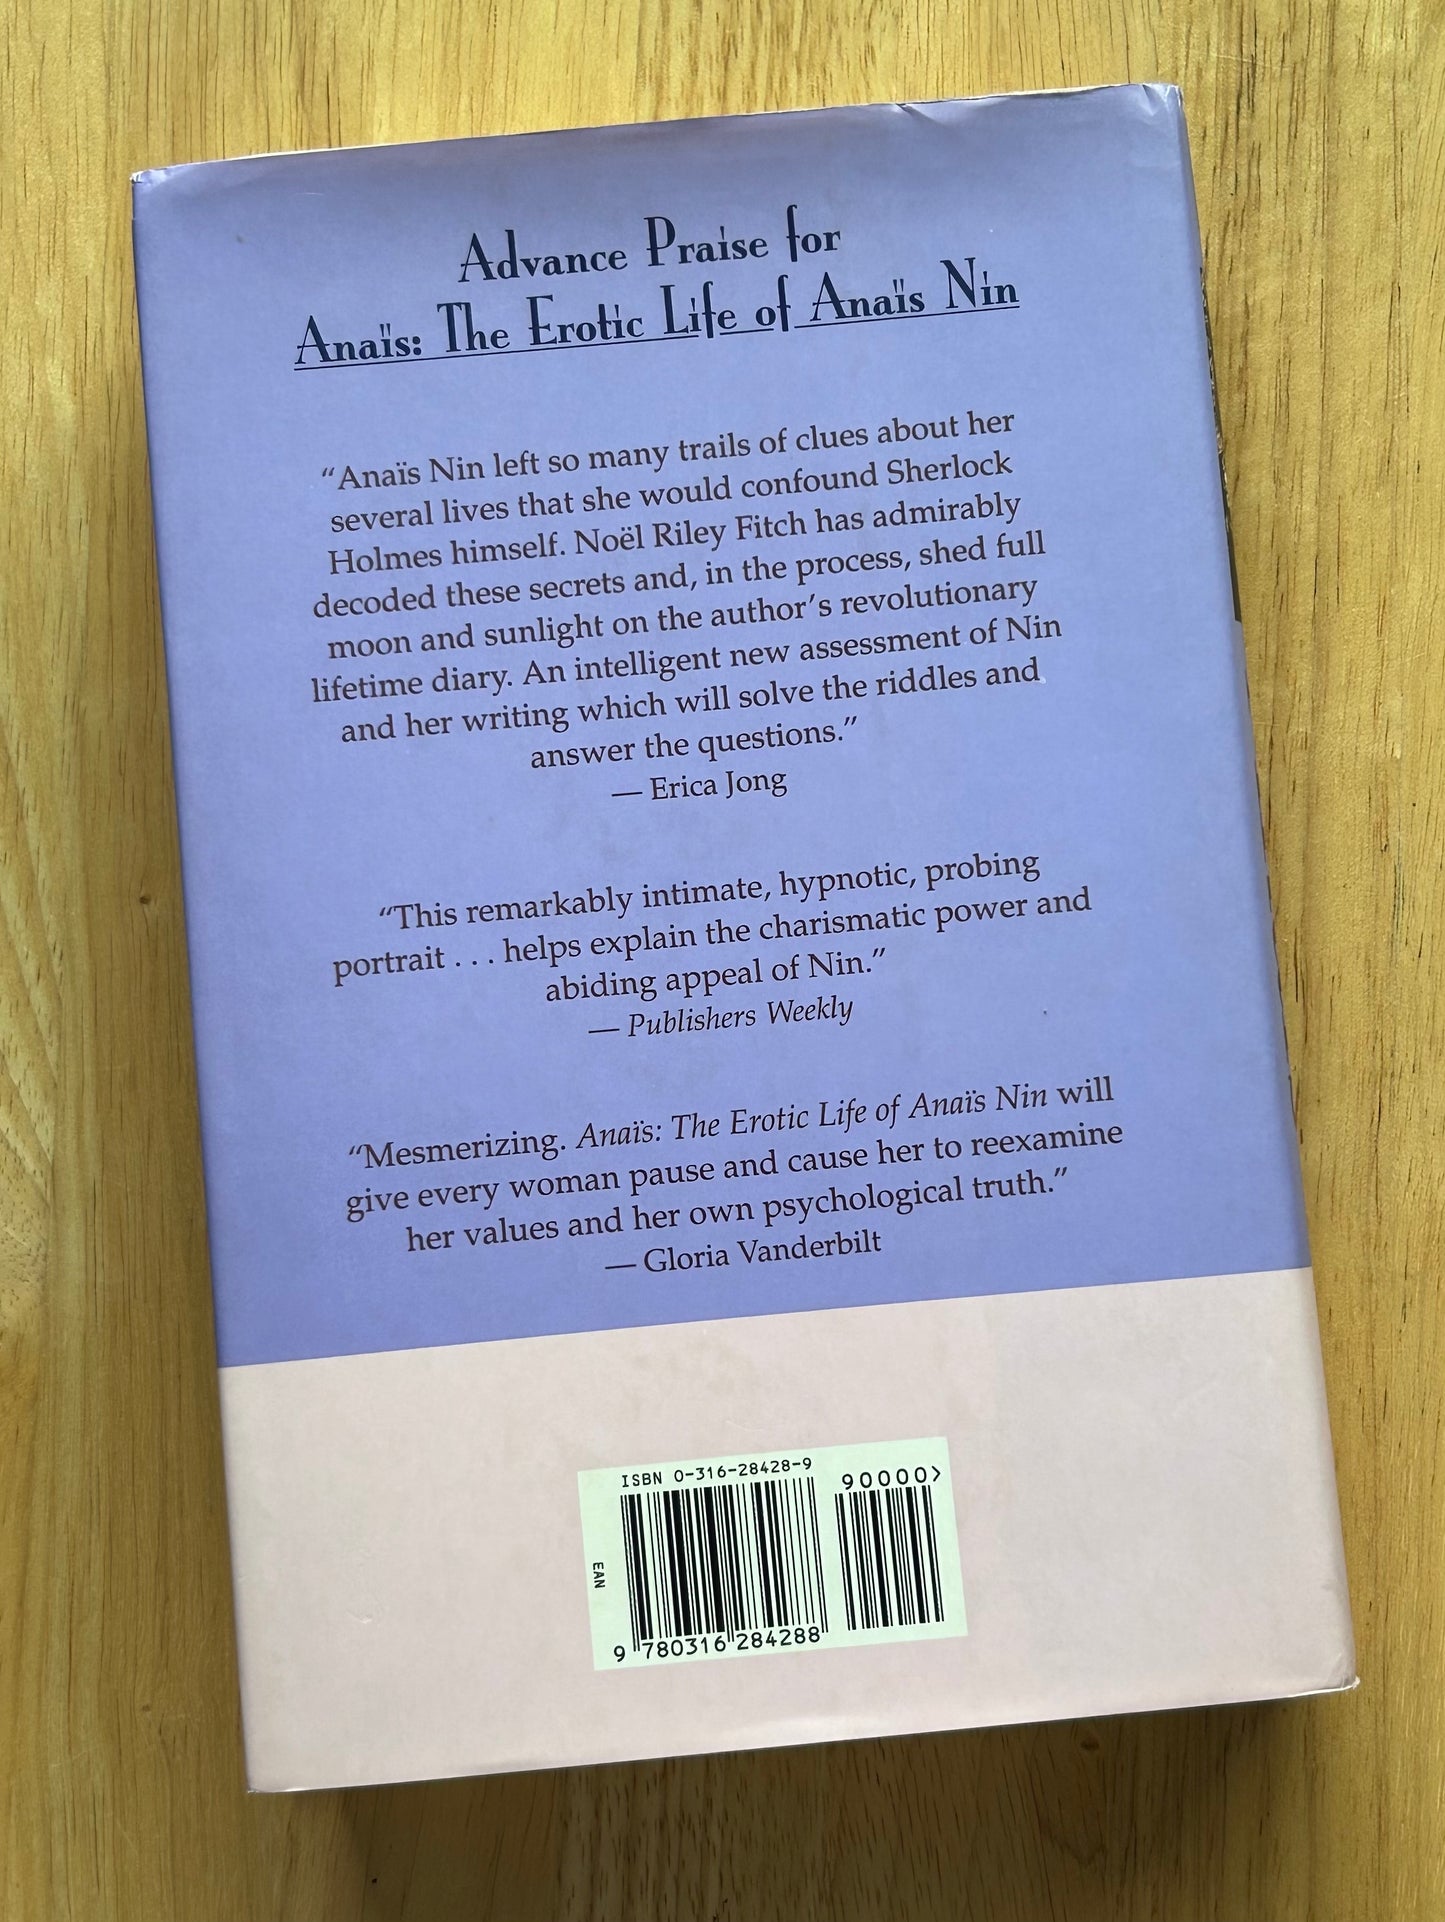 Advance Praise for
Anaïs: The Erotic Life of Anaïs Nin
“Anaïs Nin left so many trails of clues about her
several lives that she would confound Sherlock
Holmes himself. Noël Riley Fitch has admirably
decoded these secrets and, in the process, shed full
moon and sunlight on the author’s revolutionary
lifetime diary. An intelligent new assessment of Nin
and her writing which will solve the riddles and
answer the questions.”
— Erica Jong
“This remarkably intimate, hypnotic, probing
portrait . . . helps explain the charismatic power and
abiding appeal of Nin.”
— Publishers Weekly
“Mesmerizing. Anaïs: The Erotic Life of Anaïs Nin will
give every woman pause and cause her to reexamine
her values and her own psychological truth.”
— Gloria Vanderbilt
ISBN 0-316-28428-9
90000>
EAN
9 780316 284288